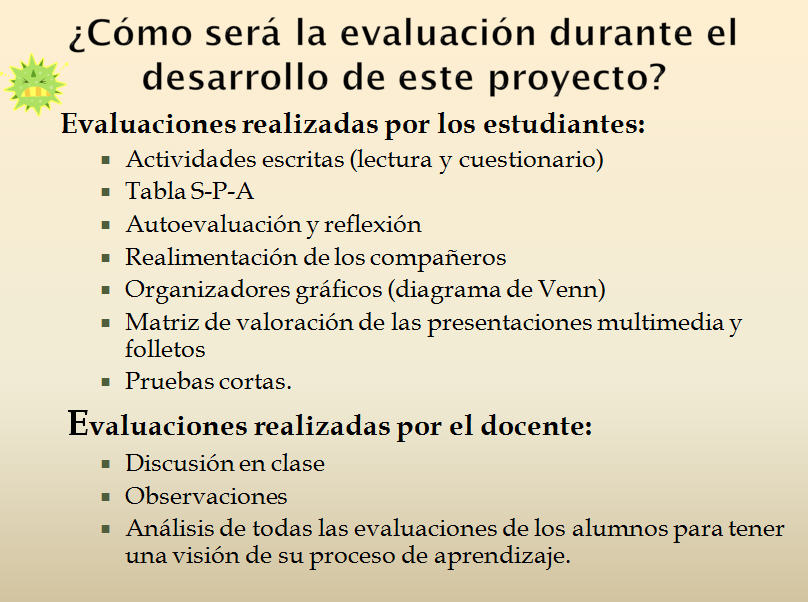 ¿Cómo será la evaluación durante el
desarrollo de este proyecto?
Evaluaciones realizadas por los estudiantes:
▪ Actividades escritas (lectura y cuestionario)
▪ Tabla S-P-A
▪ Autoevaluación y reflexión
▪ Realimentación de los compañeros
▪ Organizadores gráficos (diagrama de Venn)
▪ Matriz de valoración de las presentaciones multimedia y
folletos
▪ Pruebas cortas.
Evaluaciones realizadas por el docente:
▪ Discusión en clase
▪ Observaciones
▪ Análisis de todas las evaluaciones de los alumnos para tener
una visión de su proceso de aprendizaje.